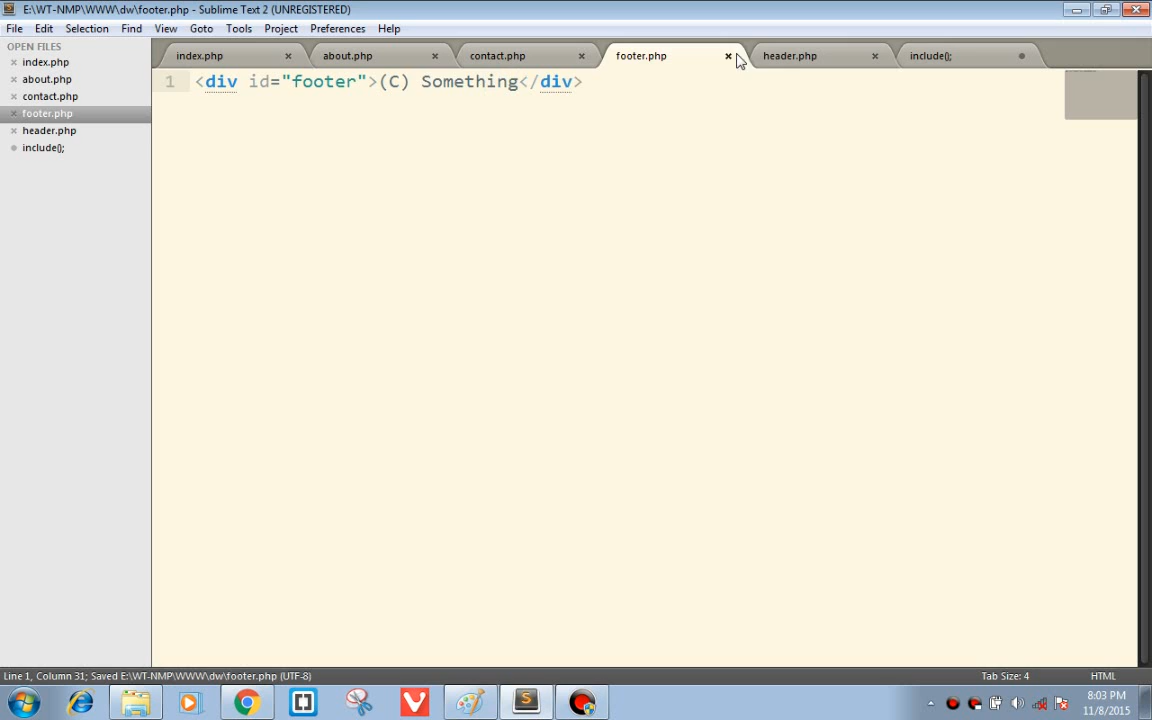 E:\WT-NMP\WWW\dw\footer.php - Sublime Text 2 (UNREGISTERED)
File Edit Selection Find View Goto Tools Project Preferences Help
OPEN FILES
index.php
about.php
contact.php
footer.php
header.php
include();
index.php about.php contact.php footer.php header.php include();
1 <div id="footer">(C) Something</div>
Line 1, Column 31; Saved E:\WT-NMP\WWW\dw\footer.php (UTF-8) Tab Size: 4 HTML
8:03 PM
11/8/2015